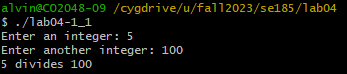 alvin@CO2048-09 /cygdrive/u/fall2023/se185/lab04
$ ./lab04-1_1
Enter an integer: 5
Enter another integer: 100
5 divides 100